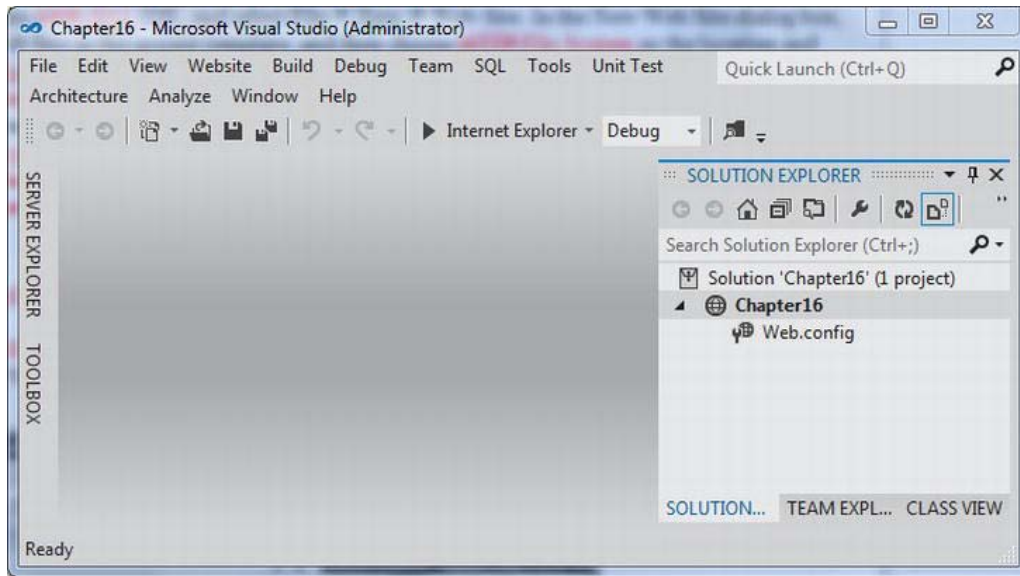 Chapter16 - Microsoft Visual Studio (Administrator)
File Edit View Website Build Debug Team SQL Tools Unit Test
Quick Launch (Ctrl+Q)
Architecture Analyze Window Help
Internet Explorer
Debug
SERVER EXPLORER
TOOLBOX
SOLUTION EXPLORER
Search Solution Explorer (Ctrl+;)
Solution 'Chapter16' (1 project)
Chapter16
Web.config
SOLUTION... TEAM EXPL... CLASS VIEW
Ready